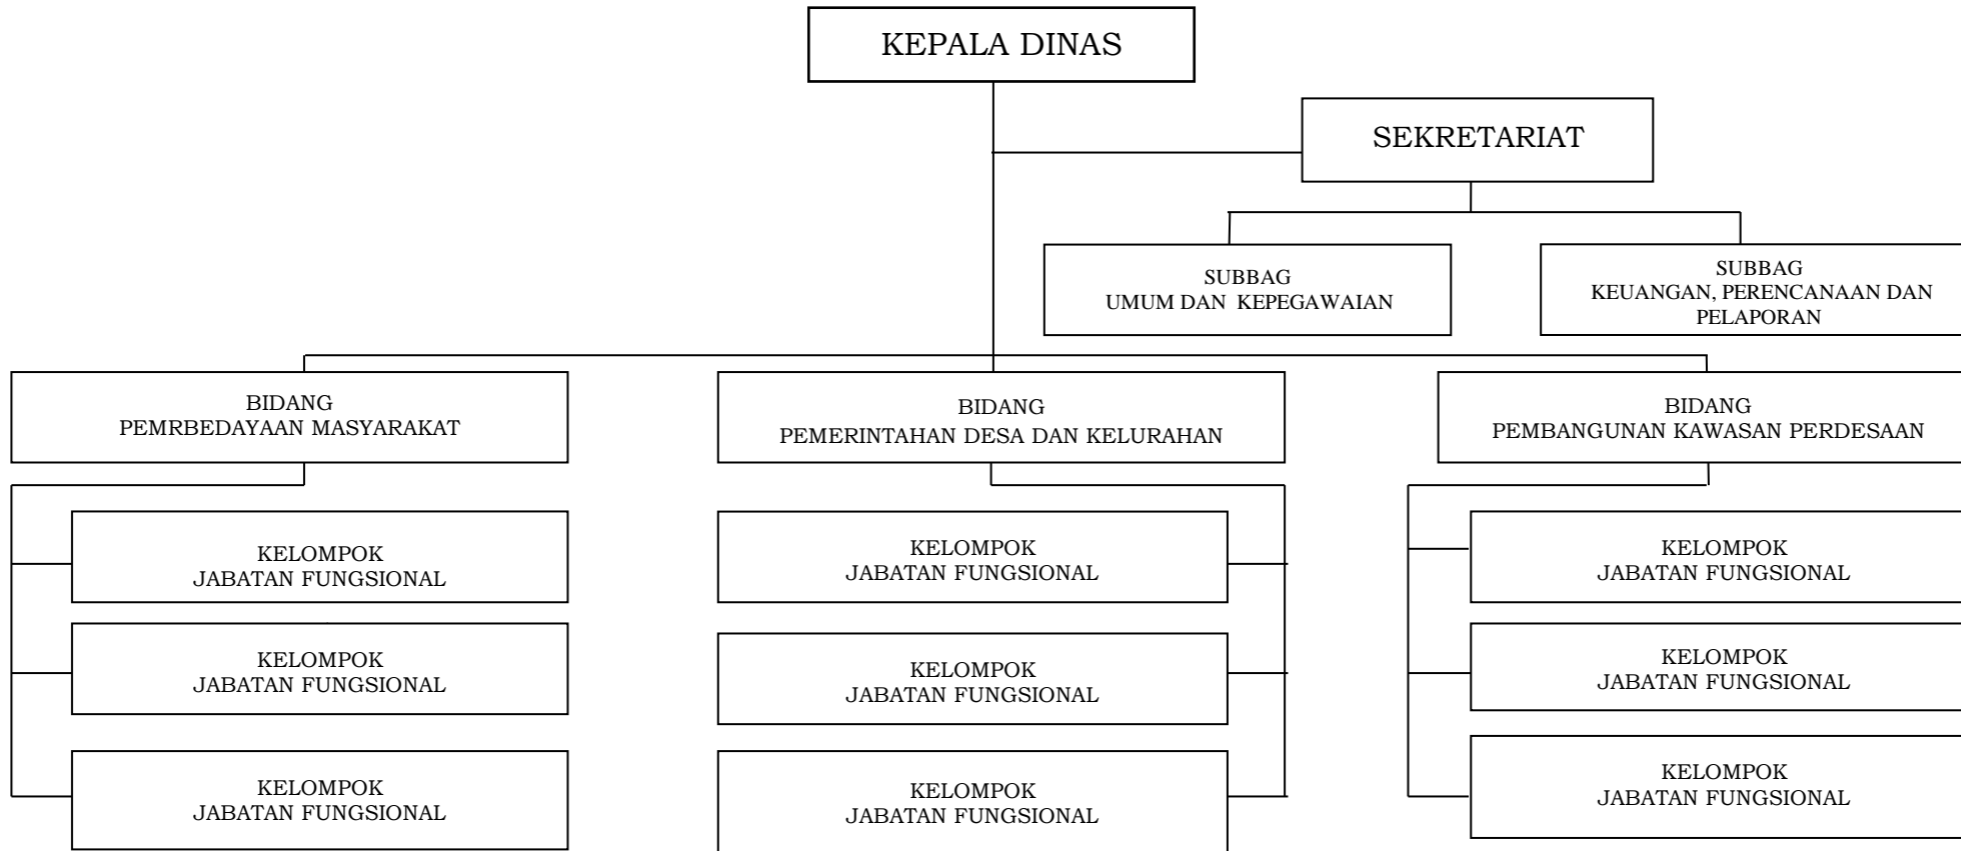 KEPALA DINAS
SEKRETARIAT
SUBBAG
UMUM DAN KEPEGAWAIAN
SUBBAG
KEUANGAN, PERENCANAAN DAN
PELAPORAN
BIDANG
PEMRBEDAYAAN MASYARAKAT
BIDANG
PEMERINTAHAN DESA DAN KELURAHAN
BIDANG
PEMBANGUNAN KAWASAN PERDESAAN
KELOMPOK
JABATAN FUNGSIONAL
KELOMPOK
JABATAN FUNGSIONAL
KELOMPOK
JABATAN FUNGSIONAL
KELOMPOK
JABATAN FUNGSIONAL
KELOMPOK
JABATAN FUNGSIONAL
KELOMPOK
JABATAN FUNGSIONAL
KELOMPOK
JABATAN FUNGSIONAL
KELOMPOK
JABATAN FUNGSIONAL
KELOMPOK
JABATAN FUNGSIONAL